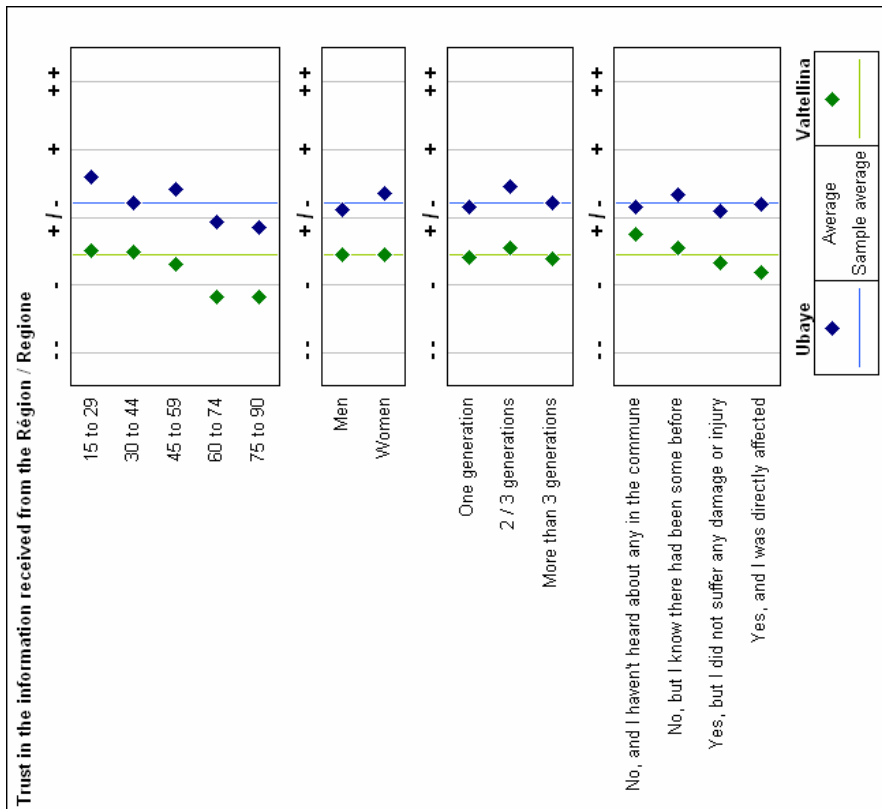 Trust in the information received from the Région / Regione
- - - + / - + ++
15 to 29
30 to 44
45 to 59
60 to 74
75 to 90
- - - + / - + ++
Men
Women
- - - + / - + ++
One generation
2 / 3 generations
More than 3 generations
- - - + / - + ++
No, and I haven't heard about any in the commune
No, but I know there had been some before
Yes, but I did not suffer any damage or injury
Yes, and I was directly affected
Ubaye Valtellina
Average
Sample average